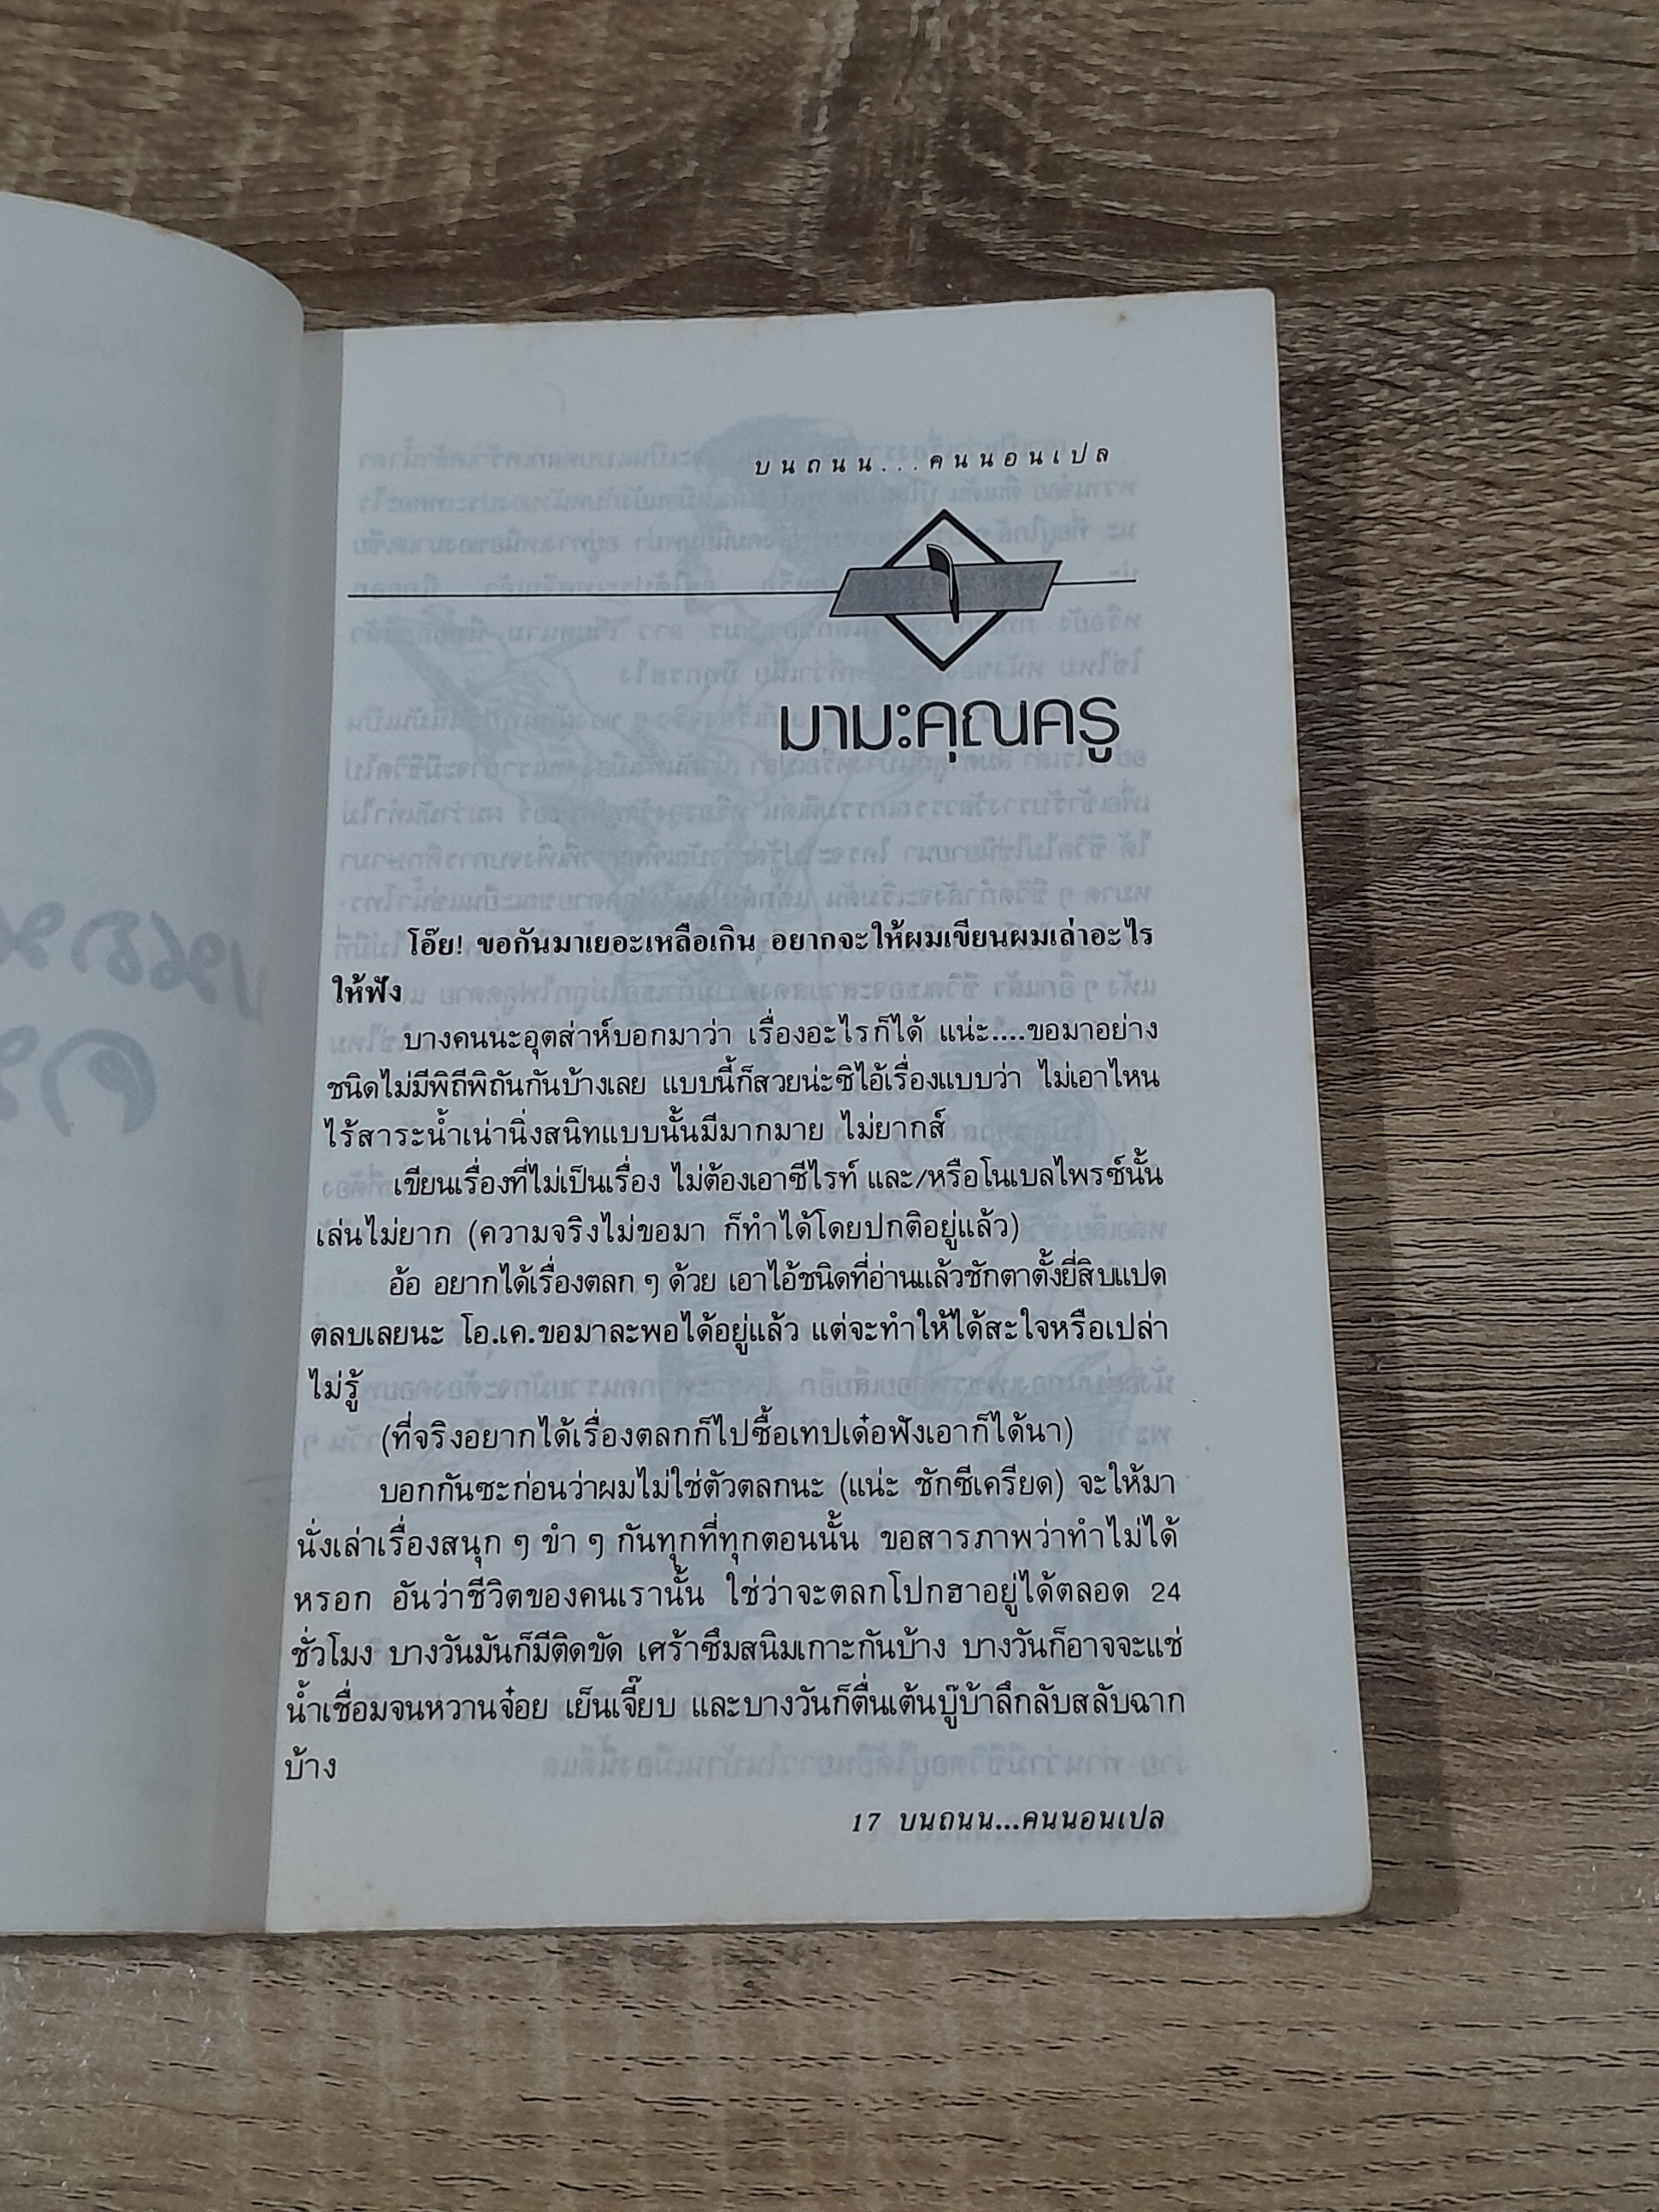 บนถนน...คนนอนเปล
มามะคุณครู
โอ๊ย! ขอกันมาเยอะเหลือเกิน อยากจะให้ผมเขียนผมเล่าอะไร
ให้ฟัง
บางคนนะอุตส่าห์บอกมาว่า เรื่องอะไรก็ได้ แน่ะ....ขอมาอย่าง
ชนิดไม่มีพิถีพิถันกันบ้างเลย แบบนี้ก็สวยน่ะซิไอ้เรื่องแบบว่า ไม่เอาไหน
ไร้สาระน้ำเน่านิ่งสนิทแบบนั้นมีมากมาย ไม่ยากส์
เขียนเรื่องที่ไม่เป็นเรื่อง ไม่ต้องเอาซีไรท์ และ/หรือโนเบลไพรซ์นั้น
เล่นไม่ยาก (ความจริงไม่ขอมา ก็ทำได้โดยปกติอยู่แล้ว)
อ้อ อยากได้เรื่องตลก ๆ ด้วย เอาไอ้ชนิดที่อ่านแล้วชักตาตั้งยี่สิบแปด
ตลบเลยนะ โอ.เค.ขอมาละพอได้อยู่แล้ว แต่จะทำให้ได้สะใจหรือเปล่า
ไม่รู้
(ที่จริงอยากได้เรื่องตลกก็ไปซื้อเทปเด๋อฟังเอาก็ได้นา)
บอกกันซะก่อนว่าผมไม่ใช่ตัวตลกนะ (แน่ะ ชักซีเครียด) จะให้มา
นั่งเล่าเรื่องสนุก ๆ ขำ ๆ กันทุกที่ทุกตอนนั้น ขอสารภาพว่าทำไม่ได้
หรอก อันว่าชีวิตของคนเรานั้น ใช่ว่าจะตลกโปกฮาอยู่ได้ตลอด 24
ชั่วโมง บางวันมันก็มีติดขัด เศร้าซึมสนิมเกาะกันบ้าง บางวันก็อาจจะแช่
น้ำเชื่อมจนหวานจ๋อย เย็นเจี๊ยบ และบางวันก็ตื่นเต้นบู๊บ้าลึกลับสลับฉาก
บ้าง
17 บนถนน...คนนอนเปล